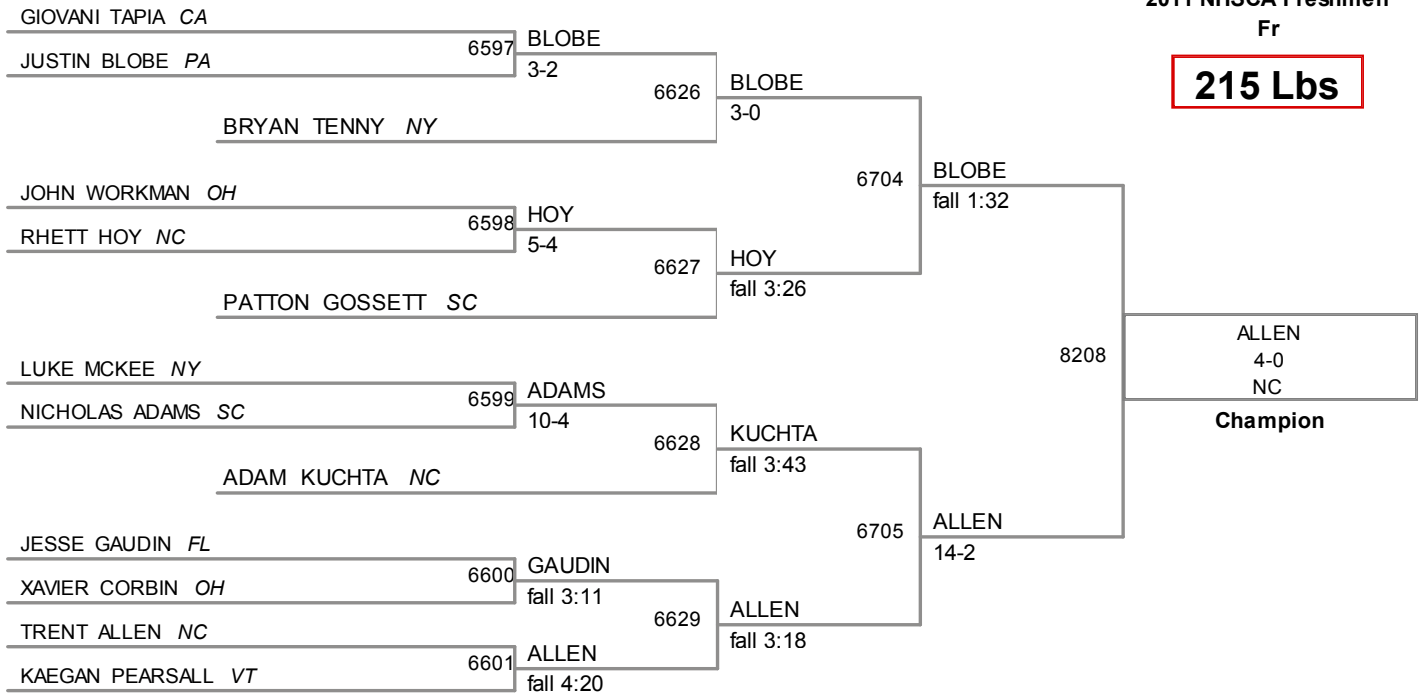 2011 NHSCA Freshmen
Fr
215 Lbs
GIOVANI TAPIA CA
JUSTIN BLOBE PA
6597
BLOBE
3-2
BRYAN TENNY NY
6626
BLOBE
3-0
JOHN WORKMAN OH
RHETT HOY NC
6598
HOY
5-4
PATTON GOSSETT SC
6627
HOY
fall 3:26
6704
BLOBE
fall 1:32
LUKE MCKEE NY
NICHOLAS ADAMS SC
6599
ADAMS
10-4
ADAM KUCHTA NC
6628
KUCHTA
fall 3:43
JESSE GAUDIN FL
XAVIER CORBIN OH
6600
GAUDIN
fall 3:11
TRENT ALLEN NC
KAEGAN PEARSALL VT
6601
ALLEN
fall 4:20
6629
ALLEN
fall 3:18
6705
ALLEN
14-2
8208
ALLEN
4-0
NC
Champion